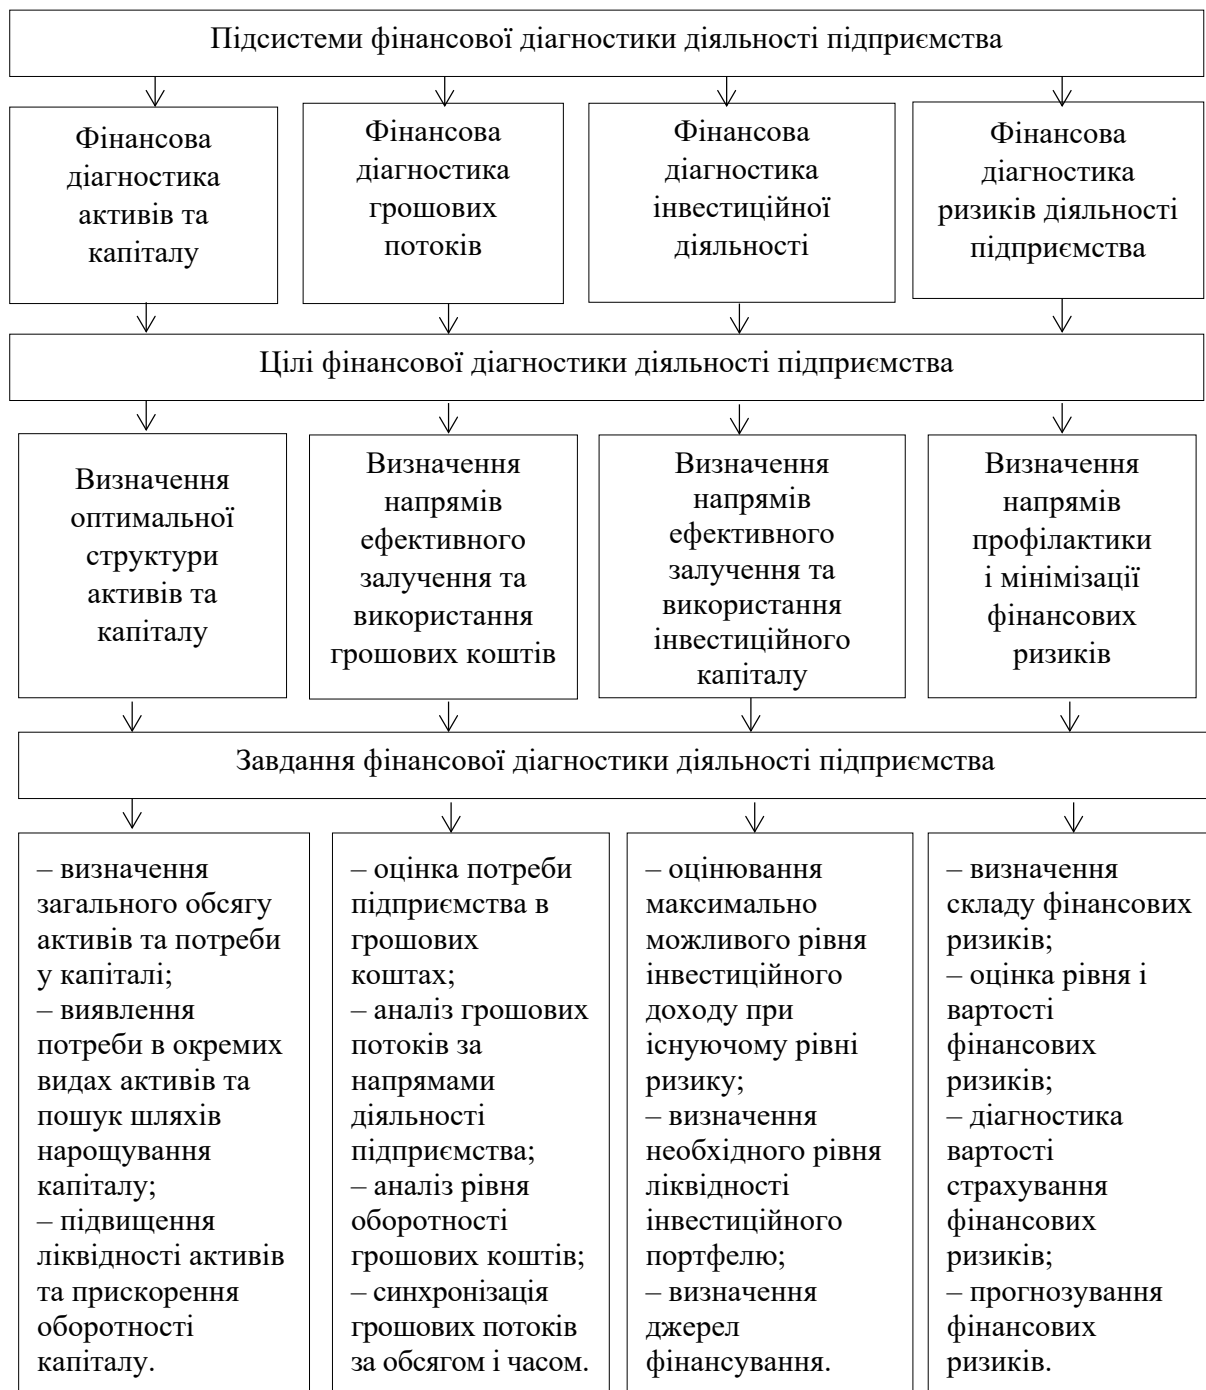 Підсистеми фінансової діагностики діяльності підприємства
Фінансова
діагностика
активів та
капіталу
Фінансова
діагностика
грошових
потоків
Фінансова
діагностика
інвестиційної
діяльності
Фінансова
діагностика
ризиків діяльності
підприємства
Цілі фінансової діагностики діяльності підприємства
Визначення
оптимальної
структури
активів та
капіталу
Визначення
напрямів
ефективного
залучення та
використання
грошових коштів
Визначення
напрямів
ефективного
залучення та
використання
інвестиційного
капіталу
Визначення
напрямів
профілактики
і мінімізації
фінансових
ризиків
Завдання фінансової діагностики діяльності підприємства
– визначення
загального обсягу
активів та потреби
у капіталі;
– виявлення
потреби в окремих
видах активів та
пошук шляхів
нарощування
капіталу;
– підвищення
ліквідності активів
та прискорення
оборотності
капіталу.
– оцінка потреби
підприємства в
грошових
коштах;
– аналіз грошових
потоків за
напрямами
діяльності
підприємства;
– аналіз рівня
оборотності
грошових коштів;
– синхронізація
грошових потоків
за обсягом і часом.
– оцінювання
максимально
можливого рівня
інвестиційного
доходу при
існуючому рівні
ризику;
– визначення
необхідного рівня
ліквідності
інвестиційного
портфелю;
– визначення
джерел
фінансування.
– визначення
складу фінансових
ризиків;
– оцінка рівня і
вартості
фінансових
ризиків;
– діагностика
вартості
страхування
фінансових
ризиків;
– прогнозування
фінансових
ризиків.